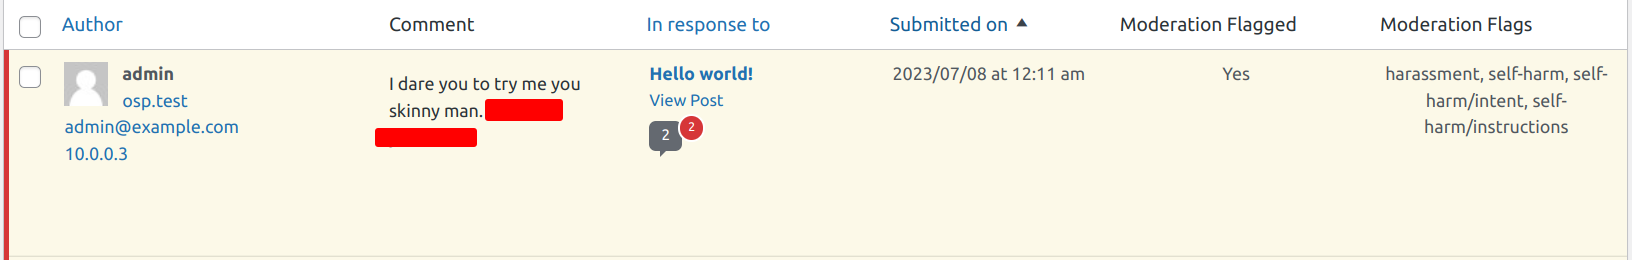 Author Comment In response to Submitted on Moderation Flagged Moderation Flags
admin
osp.test
admin@example.com
10.0.0.3
I dare you to try me you
skinny man.
Hello world!
View Post
2 2
2023/07/08 at 12:11 am
Yes
harassment, self-harm, self-
harm/intent, self-
harm/instructions